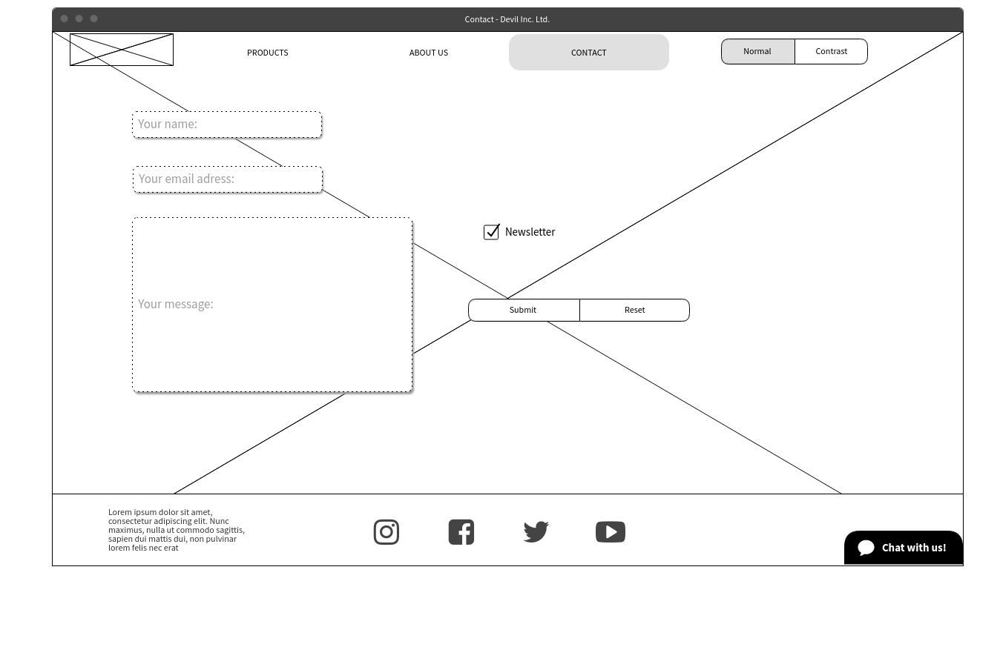 Contact - Devil Inc. Ltd.
PRODUCTS
ABOUT US
CONTACT
Normal
Contrast
Your name:
Your email adress:
Your message:
Newsletter
Submit
Reset
Lorem ipsum dolor sit amet,
consectetur adipiscing elit. Nunc
maximus, nulla ut commodo sagittis,
sapien dui mattis dui, non pulvinar
lorem felis nec erat
Chat with us!